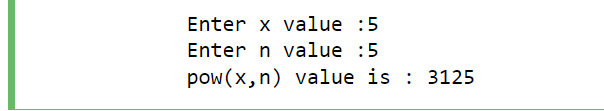 Enter x value :5
Enter n value :5
pow(x,n) value is : 3125